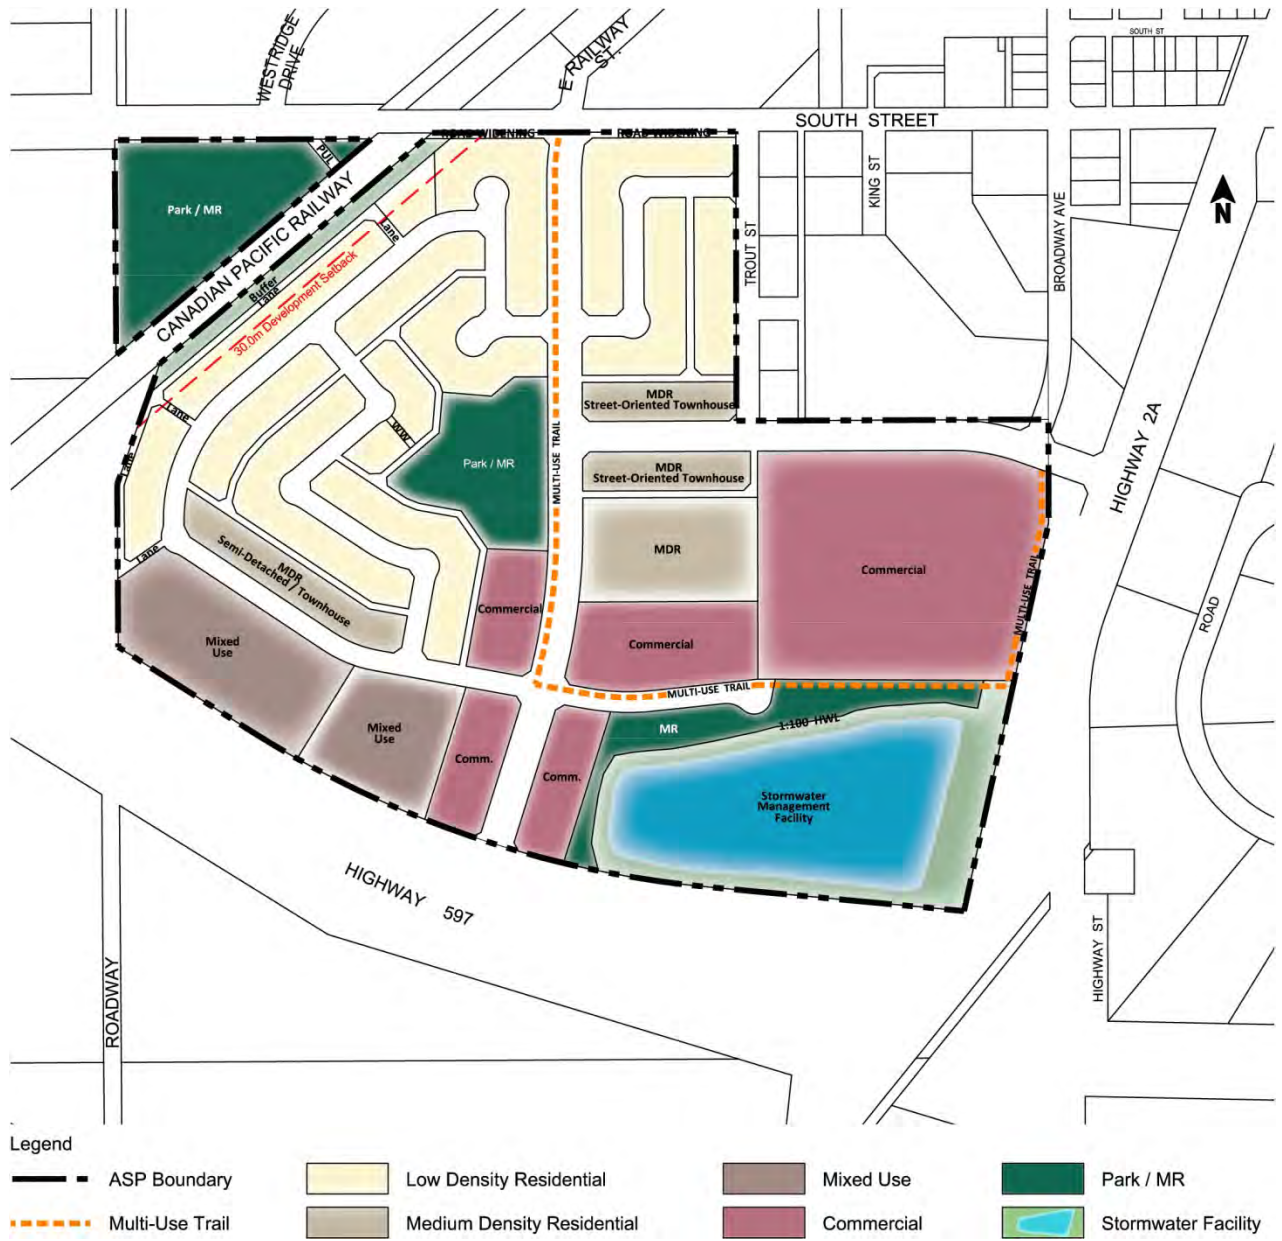 SOUTH ST
WESTRIDGE
DRIVE
E RAILWAY
ST.
SOUTH STREET
ROAD WIDENING
ROAD WIDENING
PUL
KING ST
N
Park / MR
CANADIAN PACIFIC RAILWAY
Lane
TROUT ST
BROADWAY AVE
Buffer
Lane
30.0m Development Setback
MDR
Street-Oriented Townhouse
Lane
W.W.
HIGHWAY 2A
MULTI-USE TRAIL
Lane
Park / MR
MDR
Street-Oriented Townhouse
Lane
MDR
Commercial
MDR
Semi-Detached / Townhouse
MULTI-USE TRAIL
ROAD
Commercial
Mixed
Use
Commercial
MULTI-USE TRAIL
Mixed
Use
MR
1:100 HWL
Comm.
Comm.
Stormwater
Management
Facility
HIGHWAY 597
HIGHWAY ST
ROADWAY
Legend
ASP Boundary
Low Density Residential
Mixed Use
Park / MR
Multi-Use Trail
Medium Density Residential
Commercial
Stormwater Facility